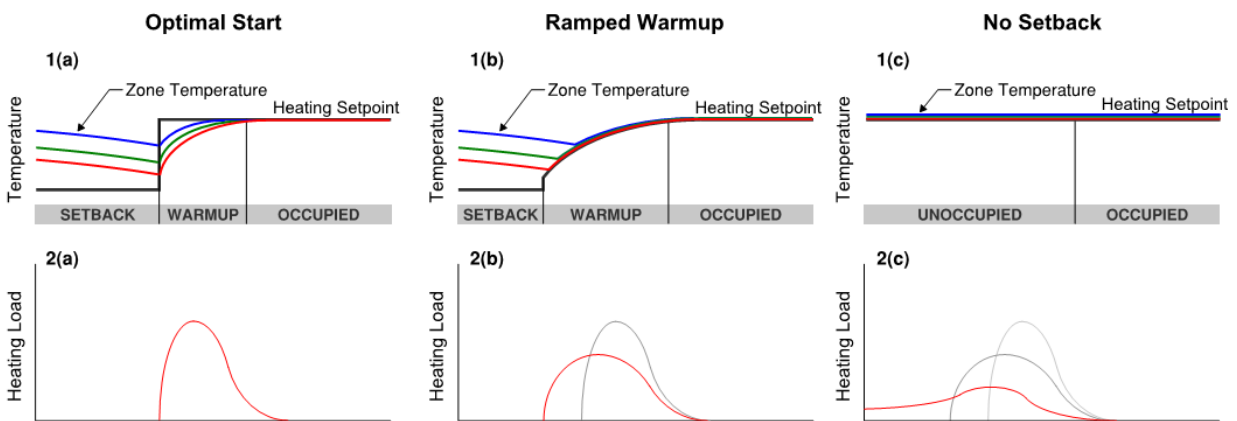 Optimal Start
Ramped Warmup
No Setback
1(a)
Zone Temperature
Heating Setpoint
Temperature
SETBACK WARMUP OCCUPIED
1(b)
Zone Temperature
Heating Setpoint
Temperature
SETBACK WARMUP OCCUPIED
1(c)
Zone Temperature
Heating Setpoint
Temperature
UNOCCUPIED OCCUPIED
2(a)
Heating Load
2(b)
Heating Load
2(c)
Heating Load